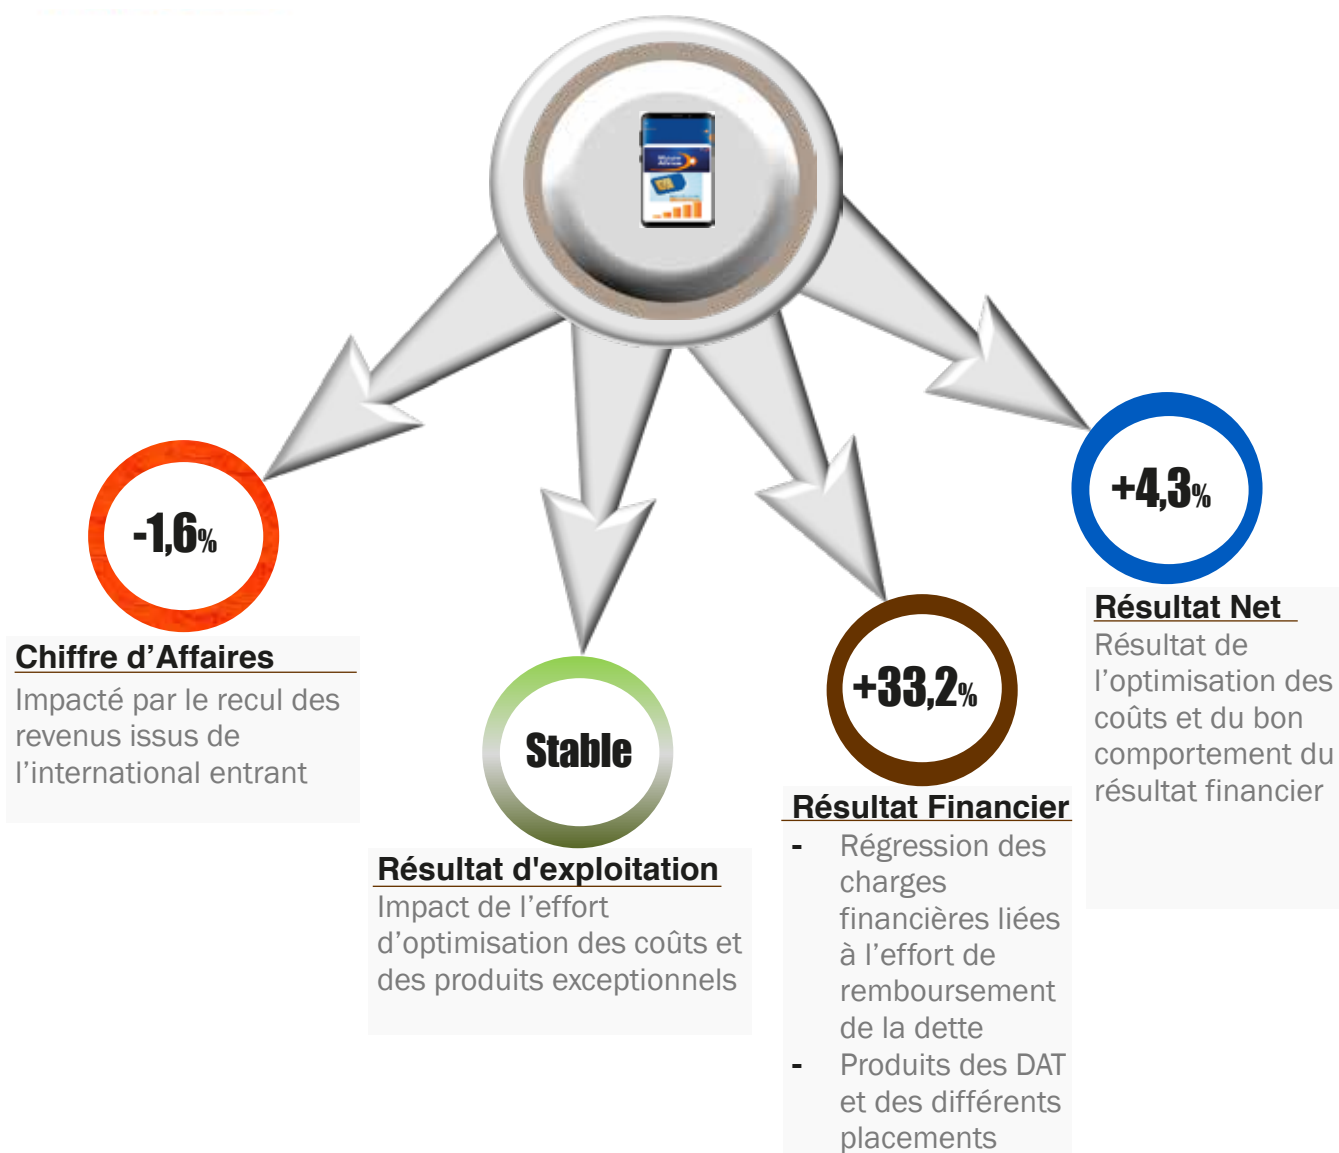 -1,6%
Chiffre d’Affaires
Impacté par le recul des
revenus issus de
l’international entrant
Stable
Résultat d'exploitation
Impact de l’effort
d’optimisation des coûts et
des produits exceptionnels
+33,2%
Résultat Financier
- Régression des
charges
financières liées
à l’effort de
remboursement
de la dette
- Produits des DAT
et des différents
placements
+4,3%
Résultat Net
Résultat de
l’optimisation des
coûts et du bon
comportement du
résultat financier